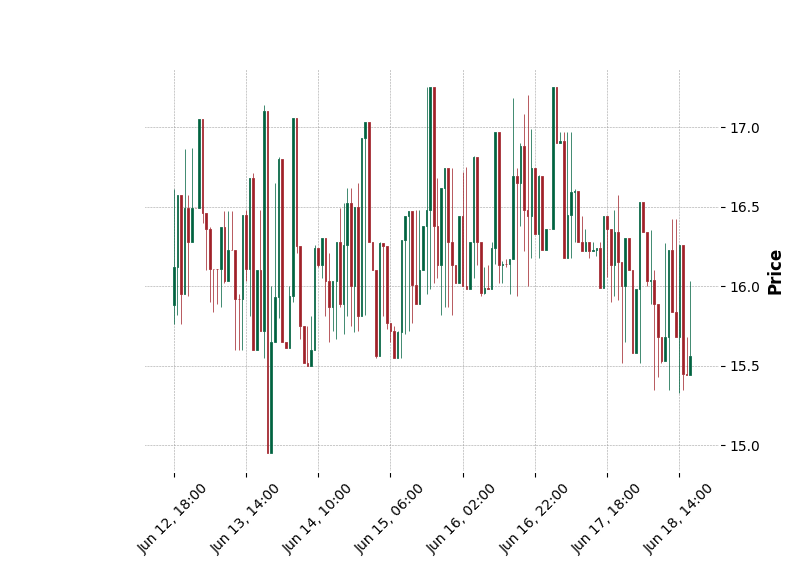 17.0
16.5
16.0
15.5
15.0
Price
Jun 12, 18:00
Jun 13, 14:00
Jun 14, 10:00
Jun 15, 06:00
Jun 16, 02:00
Jun 16, 22:00
Jun 17, 18:00
Jun 18, 14:00